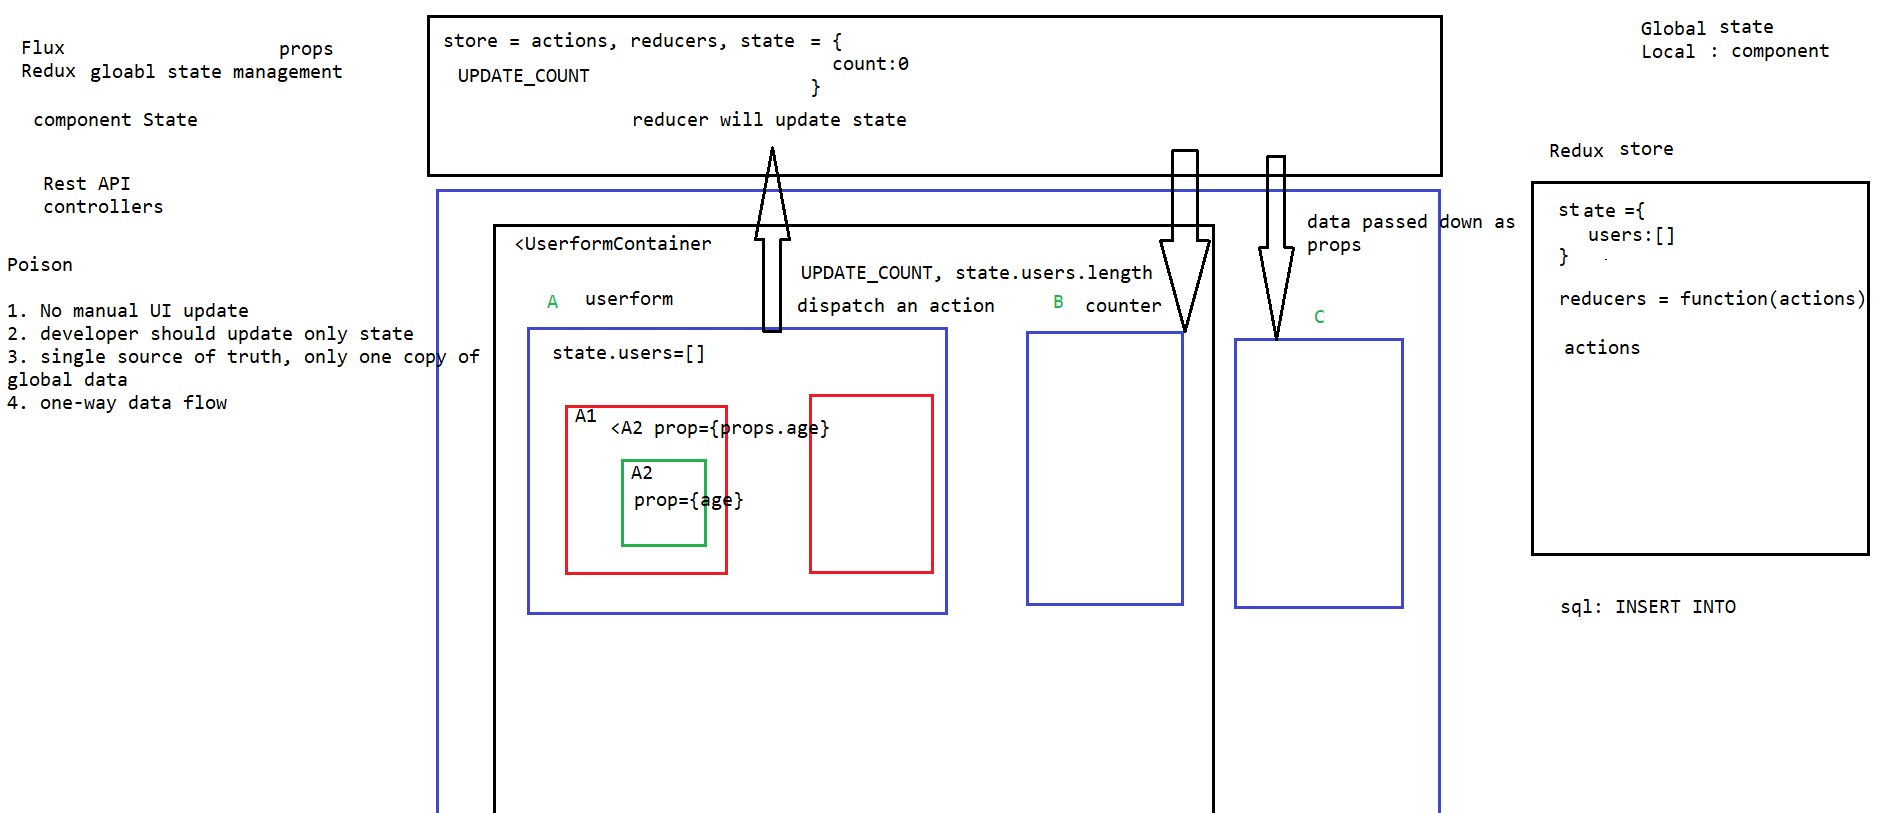 Flux
props
Redux gloabl state management
component State
Rest API
controllers
Poison
1. No manual UI update
2. developer should update only state
3. single source of truth, only one copy of
global data
4. one-way data flow
store = actions, reducers, state = {
count:0
UPDATE_COUNT
}
reducer will update state
<UserformContainer
UPDATE_COUNT, state.users.length
A userform
dispatch an action
B counter
C
data passed down as
props
state.users=[]
A1
<A2 prop={props.age}
A2
prop={age}
Global state
Local : component
Redux store
state ={
users:[]
}
reducers = function(actions)
actions
sql: INSERT INTO